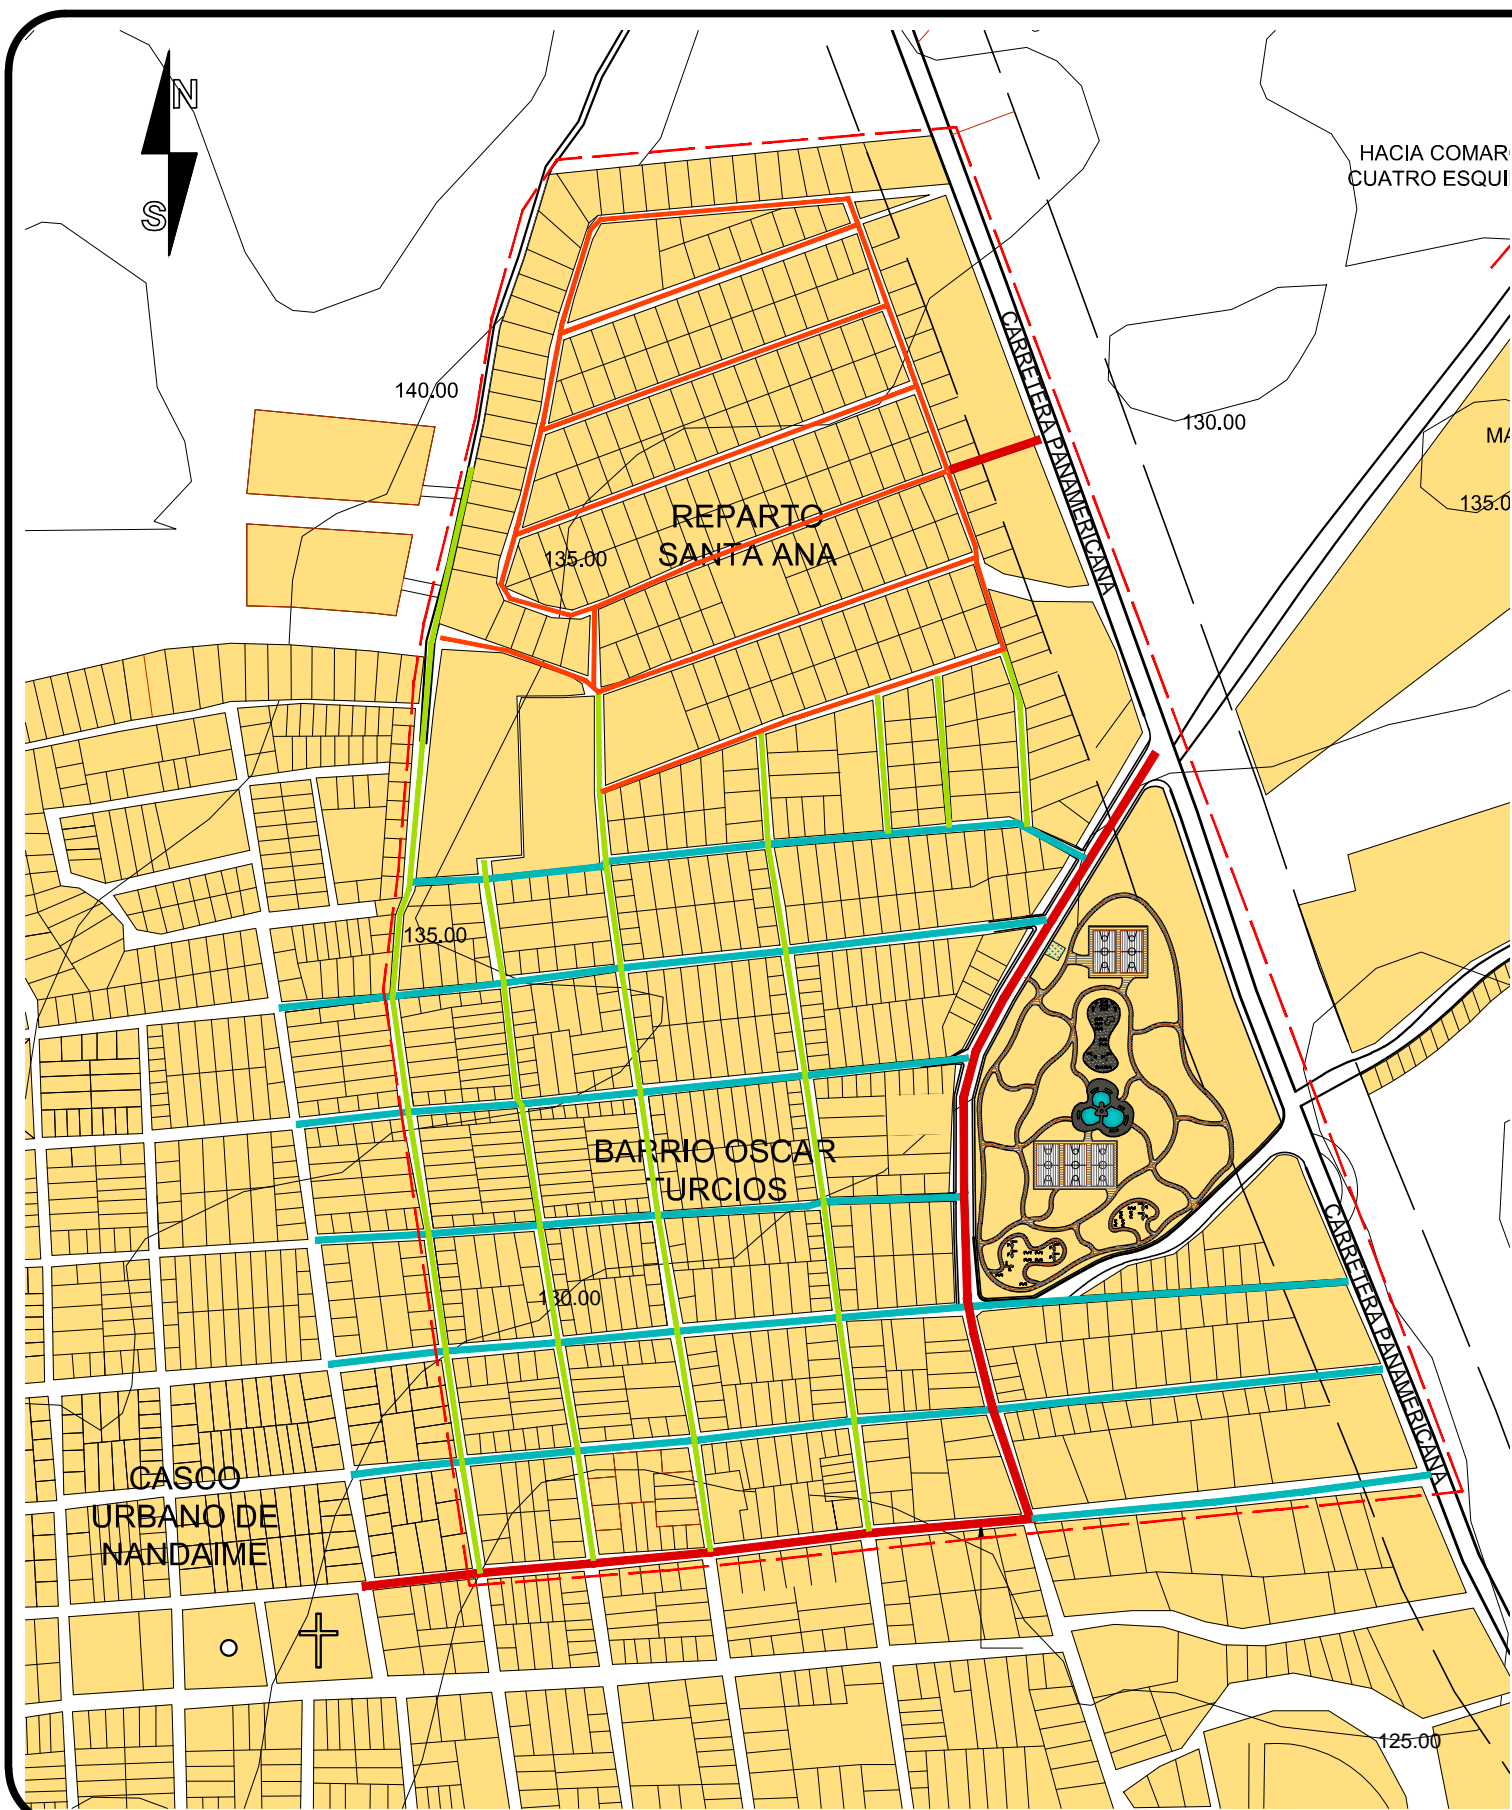 N
S
HACIA COMAR
CUATRO ESQUI
CARRETERA PANAMERICANA
140.00
130.00
MA
135.0
REPARTO
SANTA ANA
135.00
135.00
BARRIO OSCAR
TURCIOS
130.00
CARRETERA PANAMERICANA
CASCO
URBANO DE
NANDAIME
125.00